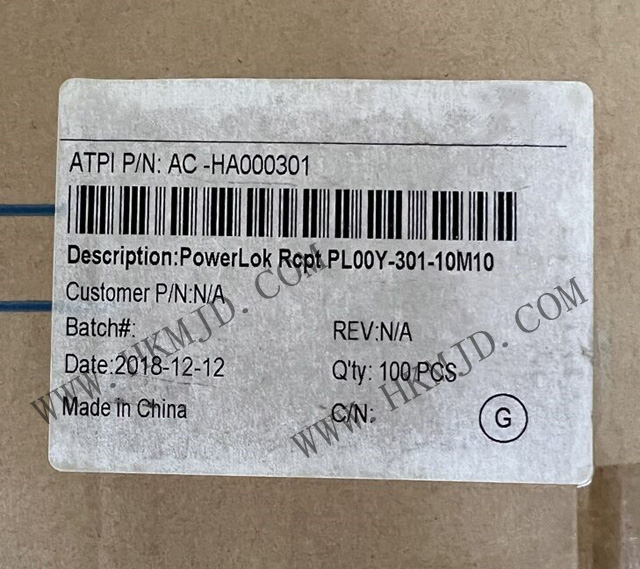 ATPI P/N: AC -HA000301
Description:PowerLok Rcpt PL00Y-301-10M10
Customer P/N:N/A
Batch#:
REV:N/A
Date:2018-12-12
Q'ty: 100 PCS
Made in China
C/N:
G
WWW.HKMJD.COM
WWW.HKMJD.COM